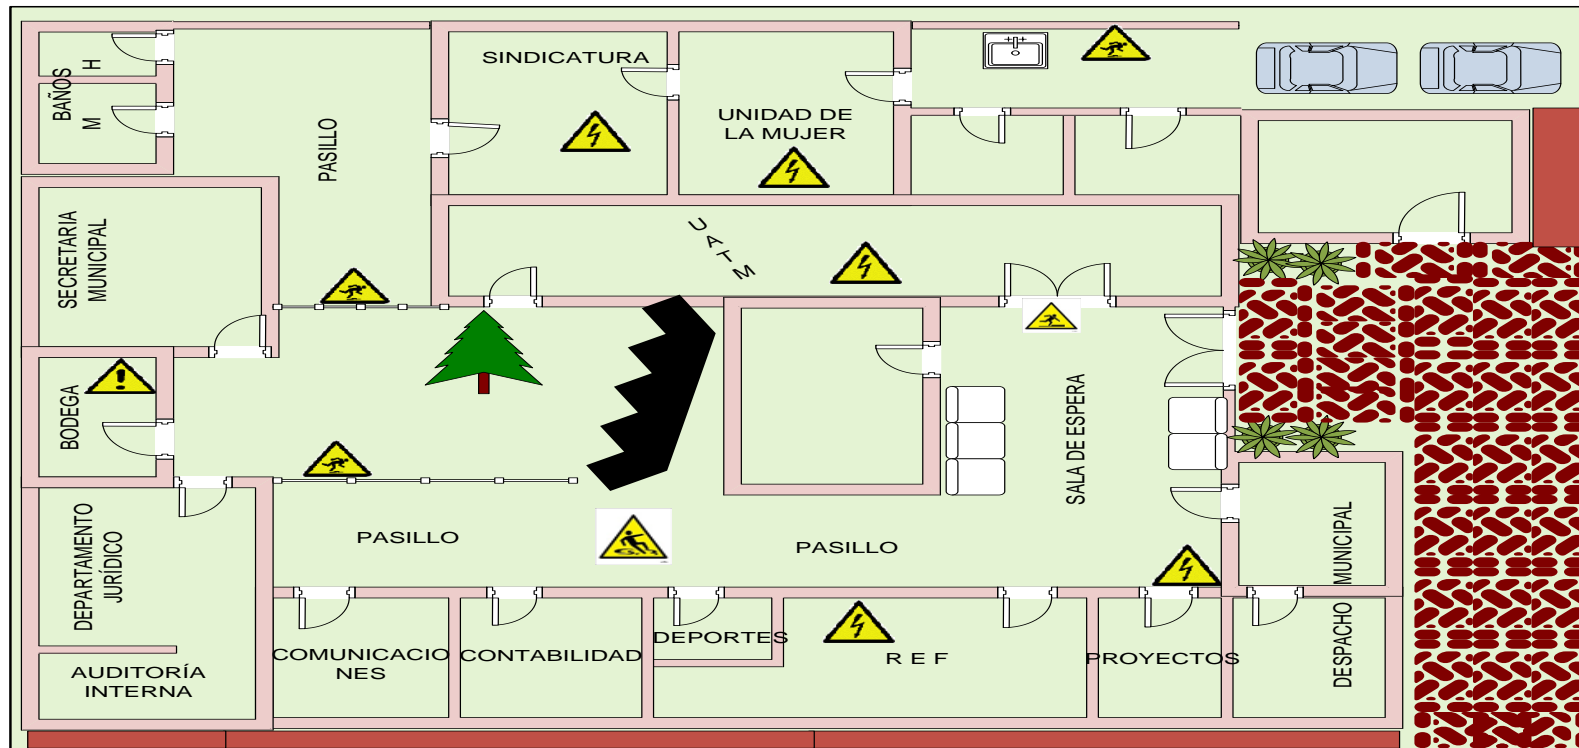 BAÑOS
H
M
PASILLO
SINDICATURA
UNIDAD DE
LA MUJER
SECRETARIA
MUNICIPAL
UATM
BODEGA
SALA DE ESPERA
DEPARTAMENTO
JURÍDICO
PASILLO
PASILLO
MUNICIPAL
DESPACHO
AUDITORÍA
INTERNA
COMUNICACIO
NES
CONTABILIDAD
DEPORTES
R E F
PROYECTOS